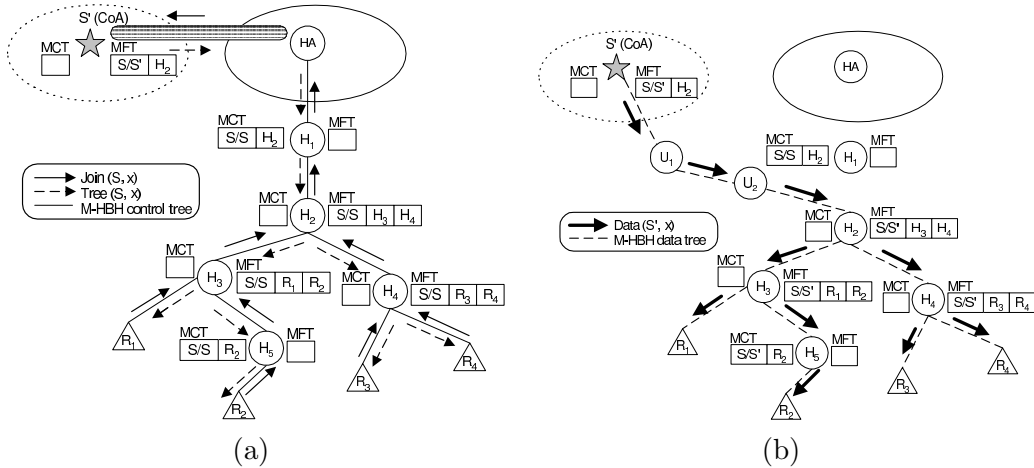 S' (CoA)
MCT
MFT
S/S' H₂
HA
MCT
S/S H₂
H₁
MFT
Join (S, x)
Tree (S, x)
M-HBH control tree
MCT
H₂
MFT
S/S H₃ H₄
MCT
H₃
MFT
S/S R₁ R₂
MCT
H₄
MFT
S/S R₃ R₄
R₁
MCT
S/S R₂
H₅
MFT
R₃
R₄
R₂
(a)
S' (CoA)
MCT
MFT
S/S' H₂
HA
U₁
U₂
MCT
S/S H₂
H₁
MFT
Data (S', x)
M-HBH data tree
MCT
H₂
MFT
S/S' H₃ H₄
MCT
H₃
MFT
S/S' R₁ R₂
MCT
H₄
MFT
S/S' R₃ R₄
R₁
MCT
S/S' R₂
H₅
MFT
R₃
R₄
R₂
(b)